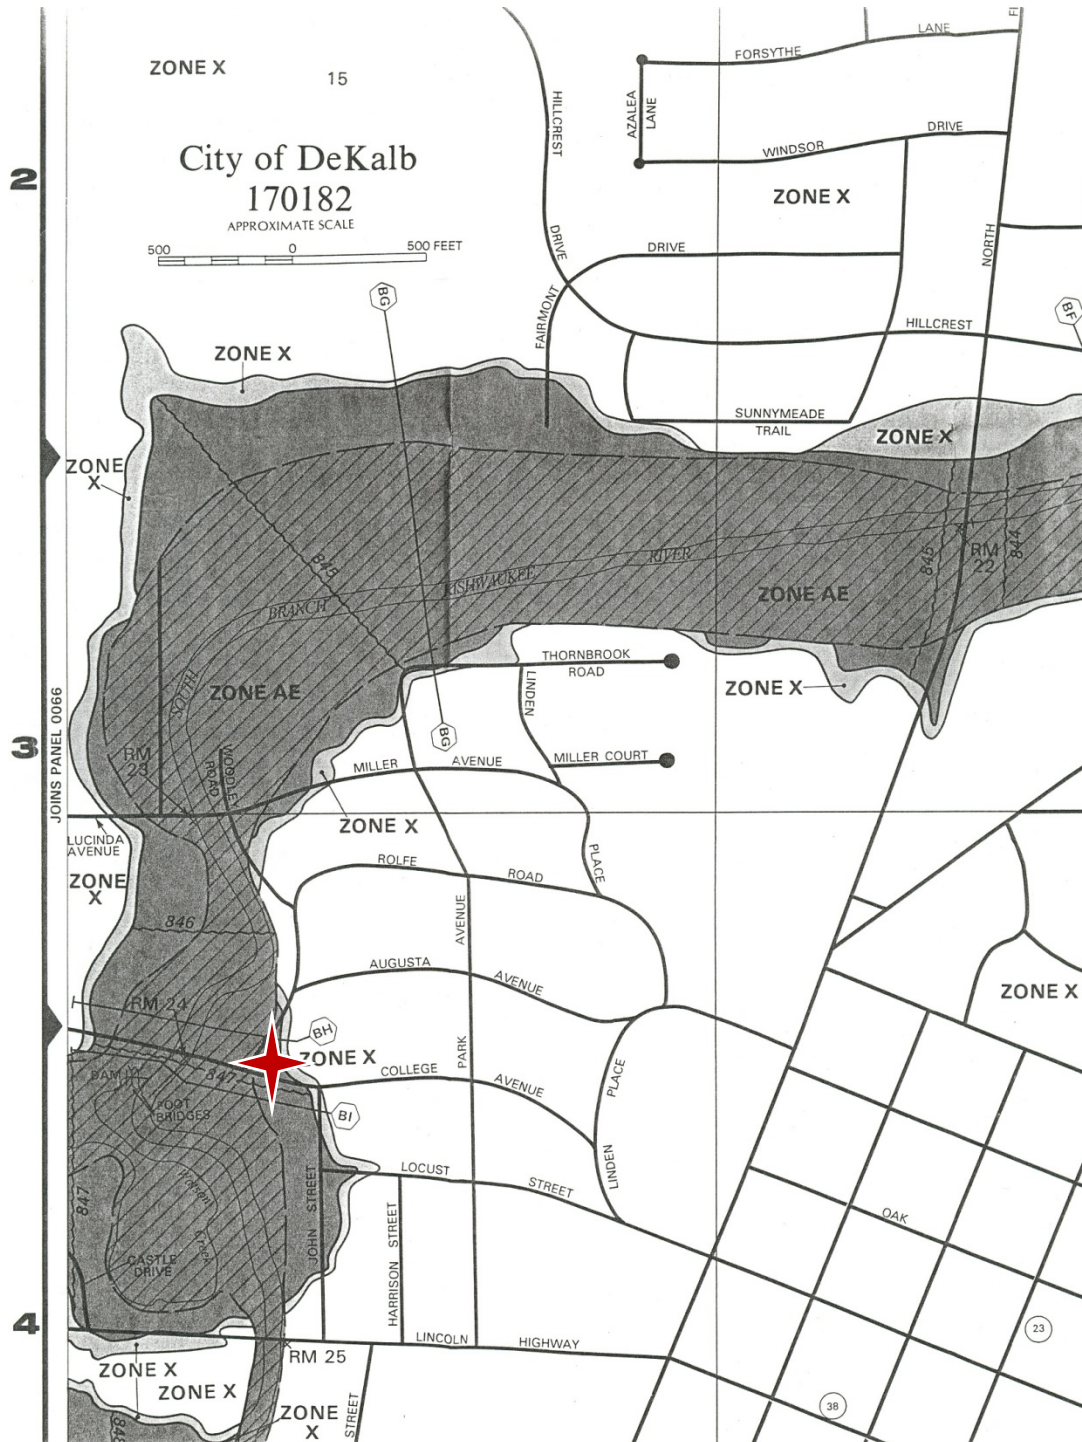 FI
LANE
FORSYTHE
ZONE X
15
HILLCREST
AZALEA
LANE
DRIVE
WINDSOR
City of DeKalb
170182
APPROXIMATE SCALE
500
0
500 FEET
2
ZONE X
DRIVE
DRIVE
NORTH
BG
BF
FAIRMONT
HILLCREST
ZONE X
SUNNYMEADE
TRAIL
ZONE X
ZONE
X
845
RIVER
KISHWAUKEE
BRANCH
SOUTH
845
RM
22
844
ZONE AE
THORNBROOK
ROAD
LINDEN
ZONE AE
ZONE X
JOINS PANEL 0066
3
RM
23
WOODLEY
ROAD
BG
MILLER
AVENUE
MILLER COURT
ZONE X
LUCINDA
AVENUE
ZONE
X
ROLFE
ROAD
PLACE
846
AVENUE
AUGUSTA
AVENUE
ZONE X
RM 24
BH
ZONE X
PARK
COLLEGE
AVENUE
PLACE
847
DAM
FOOT
BRIDGES
BI
LOCUST
STREET
LINDEN
847
Watson
Creek
JOHN STREET
HARRISON STREET
OAK
CASTLE
DRIVE
4
LINCOLN
HIGHWAY
23
RM 25
ZONE X
ZONE X
ZONE
X
STREET
38
848